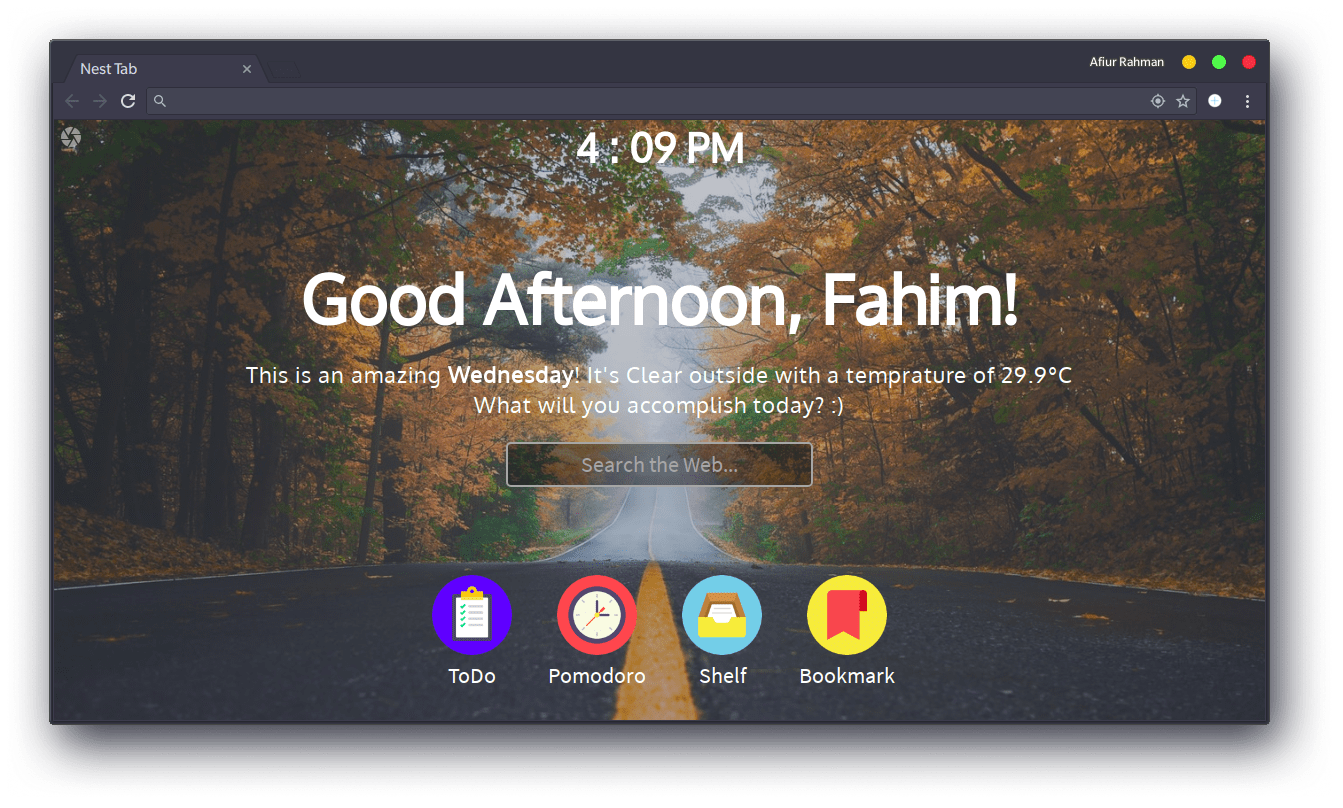 Nest Tab
Afiur Rahman
4 : 09 PM
Good Afternoon, Fahim!
This is an amazing Wednesday! It's Clear outside with a temprature of 29.9°C
What will you accomplish today? :)
Search the Web...
ToDo Pomodoro Shelf Bookmark